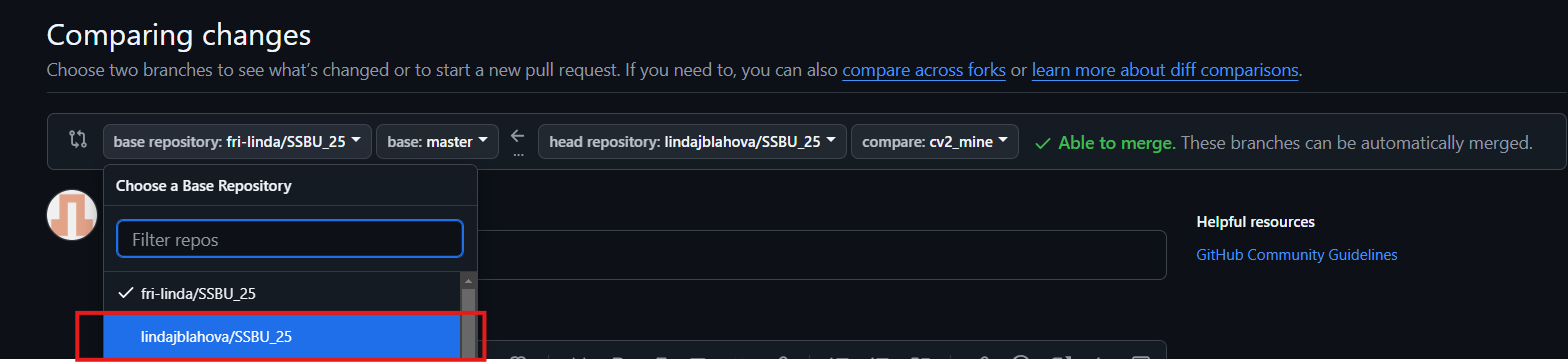 Comparing changes
Choose two branches to see what's changed or to start a new pull request. If you need to, you can also compare across forks or learn more about diff comparisons.
base repository: fri-linda/SSBU_25 base: master ... head repository: lindajblahova/SSBU_25 compare: cv2_mine Able to merge. These branches can be automatically merged.
Choose a Base Repository
Filter repos
fri-linda/SSBU_25
lindajblahova/SSBU_25
Helpful resources
GitHub Community Guidelines